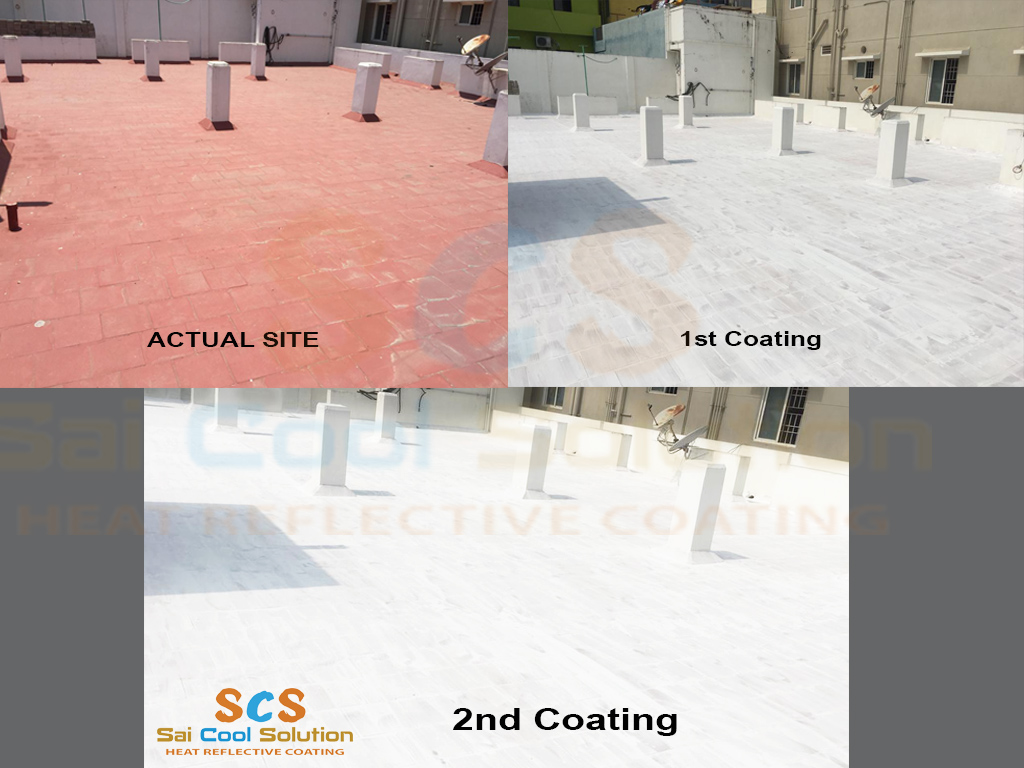 ACTUAL SITE
1st Coating
CS
Sai Cool Solution
HEAT REFLECTIVE COATING
2nd Coating
SCS
Sai Cool Solution
HEAT REFLECTIVE COATING